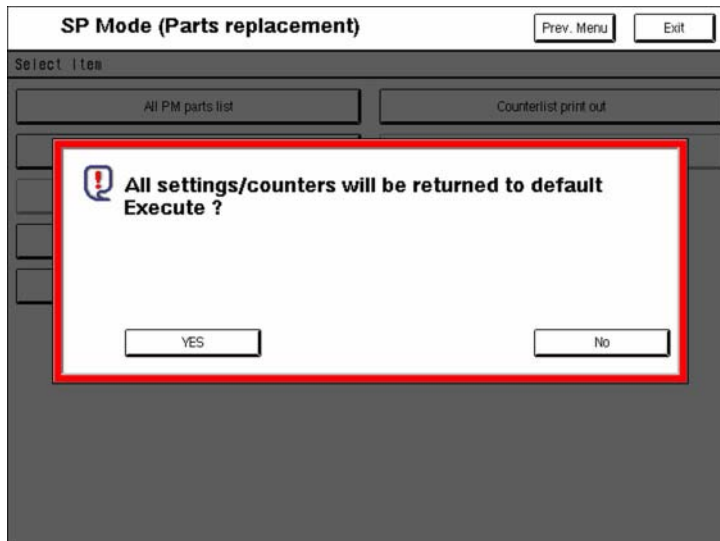 SP Mode (Parts replacement)
Prev. Menu
Exit
Select Item
All PM parts list
Counterlist print out
All settings/counters will be returned to default
Execute ?
YES
No